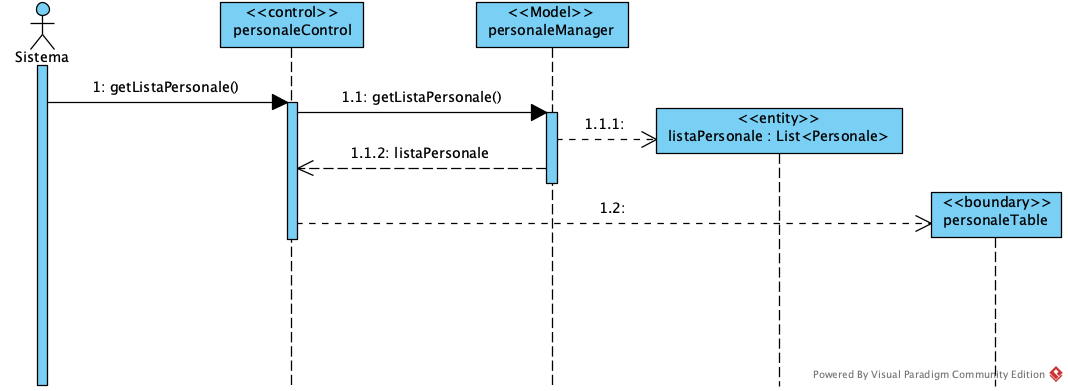 <<control>>
personaleControl
<<Model>>
personaleManager
Sistema
1: getListaPersonale()
1.1: getListaPersonale()
1.1.1:
<<entity>>
listaPersonale : List<Personale>
1.1.2: listaPersonale
1.2:
<<boundary>>
personaleTable
Powered By Visual Paradigm Community Edition